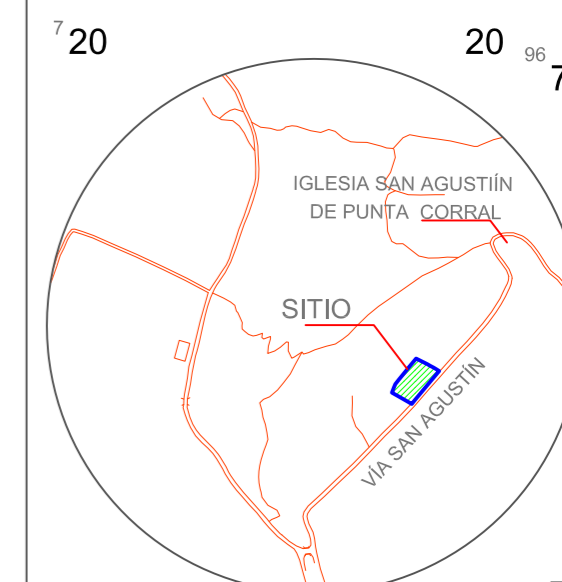 7 20 20 96 7
IGLESIA SAN AGUSTIÍN
DE PUNTA CORRAL
SITIO
VÍA SAN AGUSTÍN